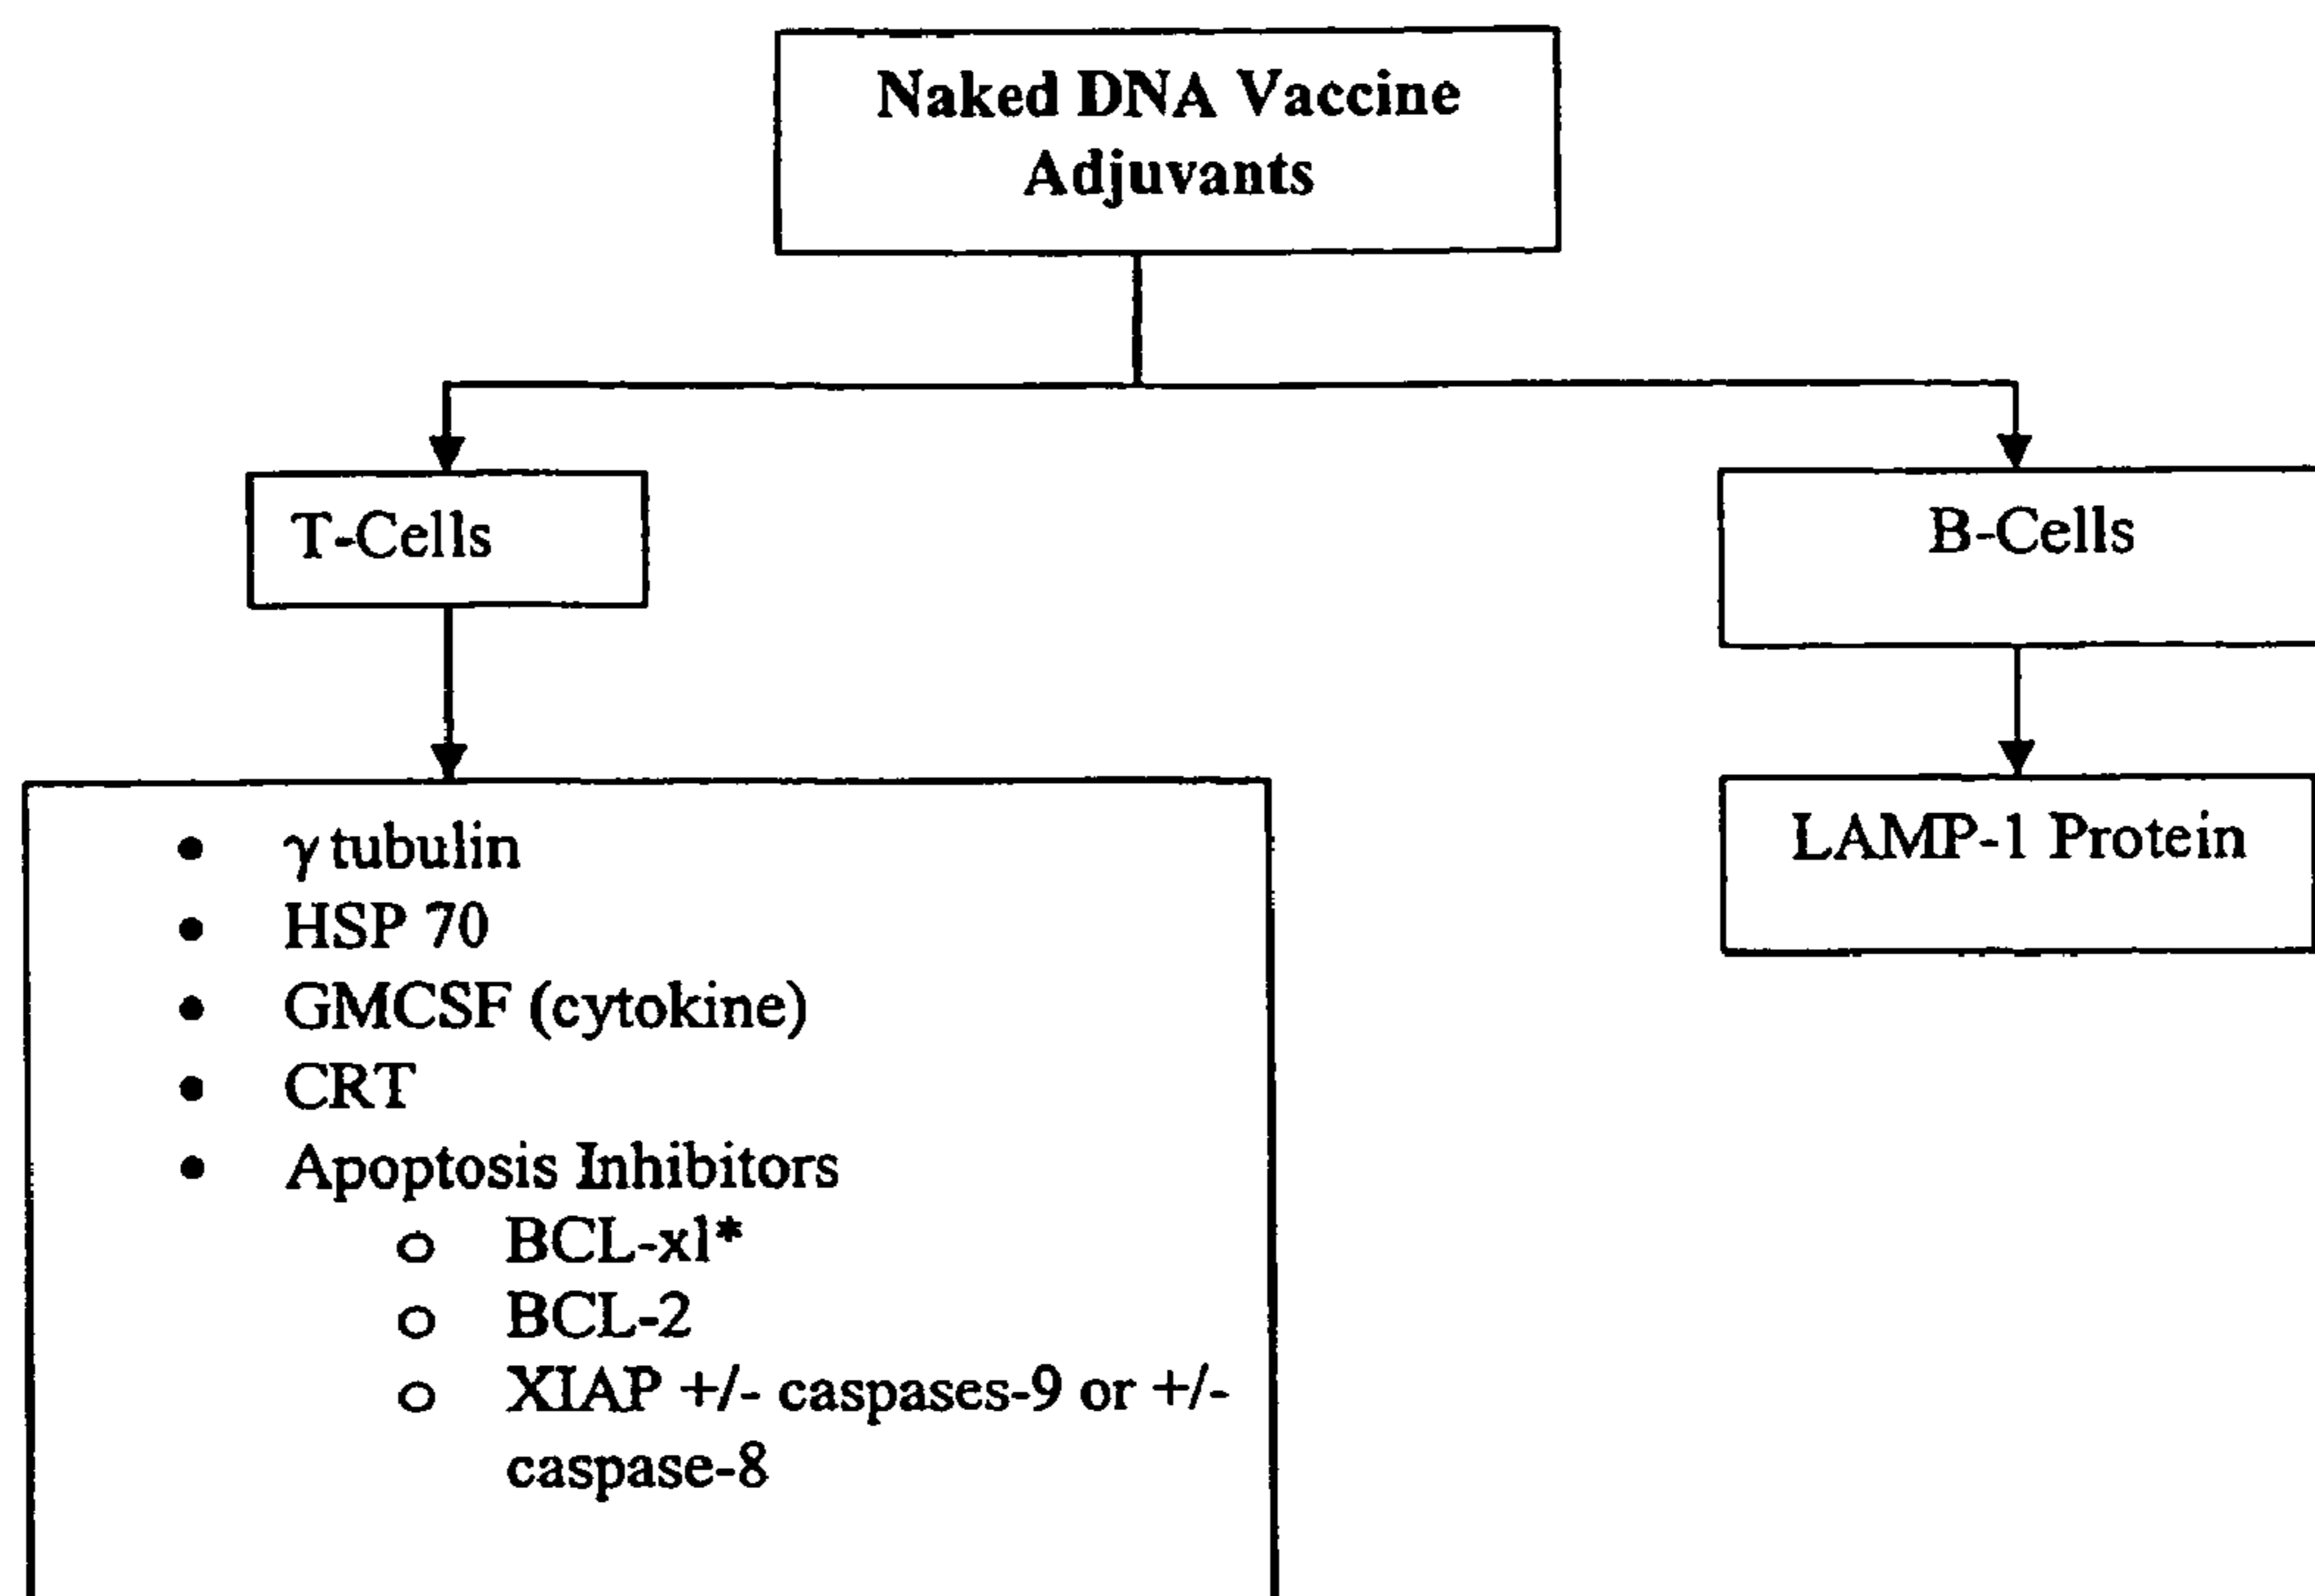 Naked DNA Vaccine
Adjuvants
T-Cells
B-Cells
• γ tubulin
• HSP 70
• GMCSF (cytokine)
• CRT
• Apoptosis Inhibitors
o BCL-xl*
o BCL-2
o XIAP +/- caspases-9 or +/-
caspase-8
LAMP-1 Protein